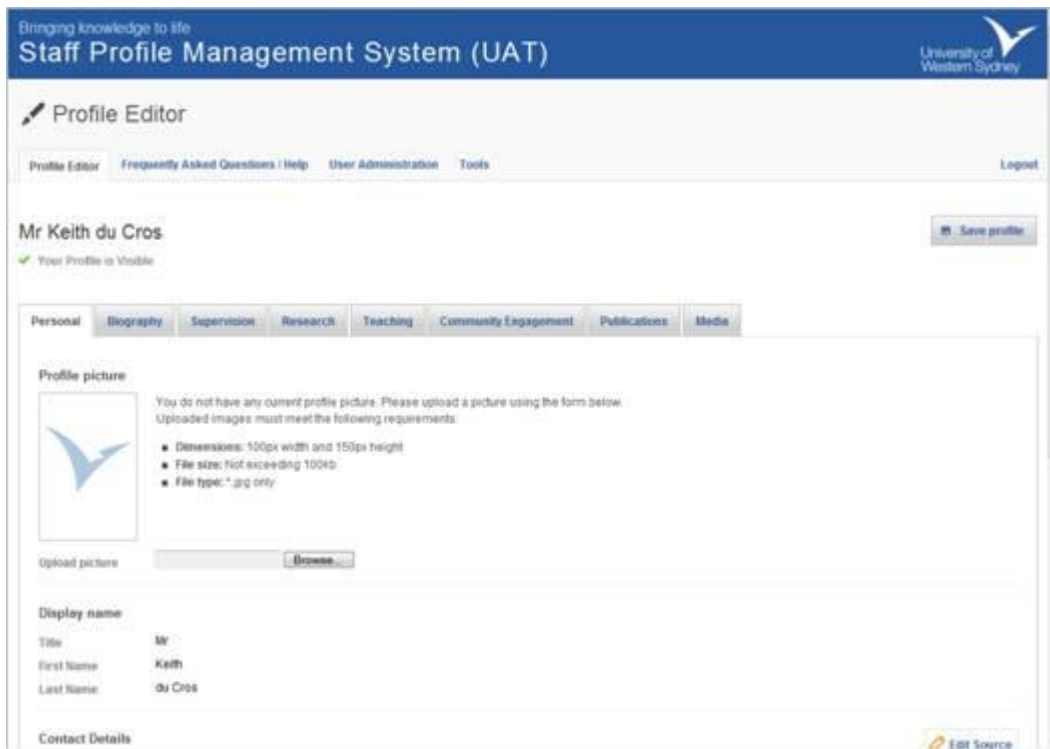 Bringing knowledge to life
Staff Profile Management System (UAT)
University of
Western Sydney
Profile Editor
Profile Editor Frequently Asked Questions / Help User Administration Tools Logout
Mr Keith du Cros
Save profile
Your Profile is Visible
Personal Biography Supervision Research Teaching Community Engagement Publications Media
Profile picture
You do not have any current profile picture. Please upload a picture using the form below.
Uploaded images must meet the following requirements:
Dimensions: 100px width and 150px height
File size: Not exceeding 100kb
File type: *.jpg only
Upload picture Browse...
Display name
Title Mr
First Name Keith
Last Name du Cros
Contact Details Edit Source